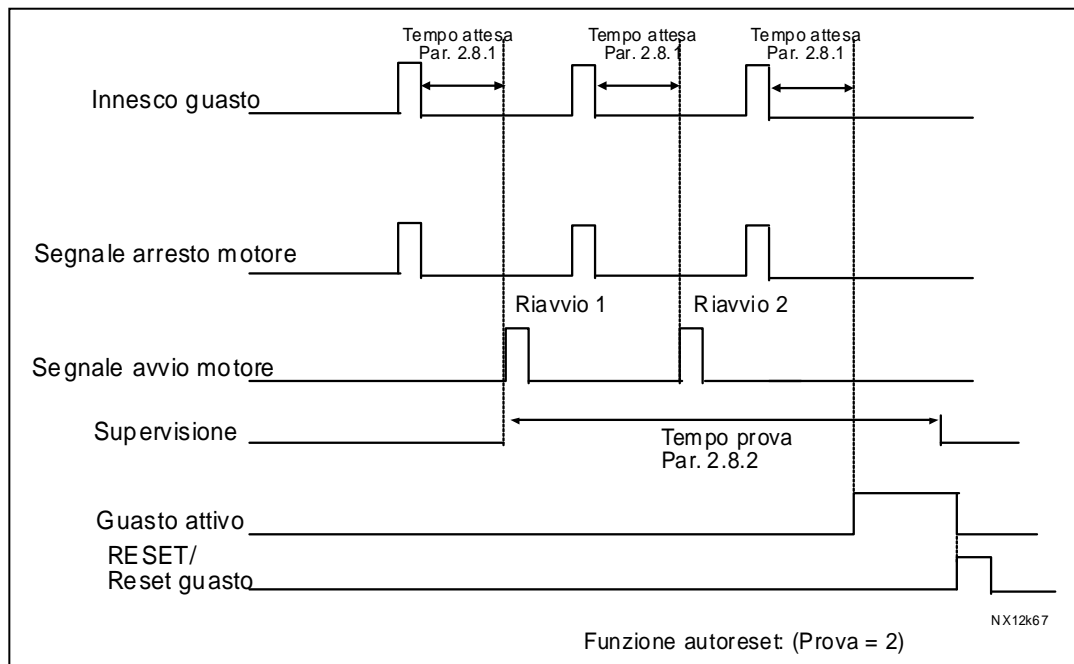 Tempo attesa
Par. 2.8.1
Tempo attesa
Par. 2.8.1
Tempo attesa
Par. 2.8.1
Innesco guasto
Segnale arresto motore
Riavvio 1
Riavvio 2
Segnale avvio motore
Supervisione
Tempo prova
Par. 2.8.2
Guasto attivo
RESET/
Reset guasto
NX12k67
Funzione autoreset: (Prova = 2)